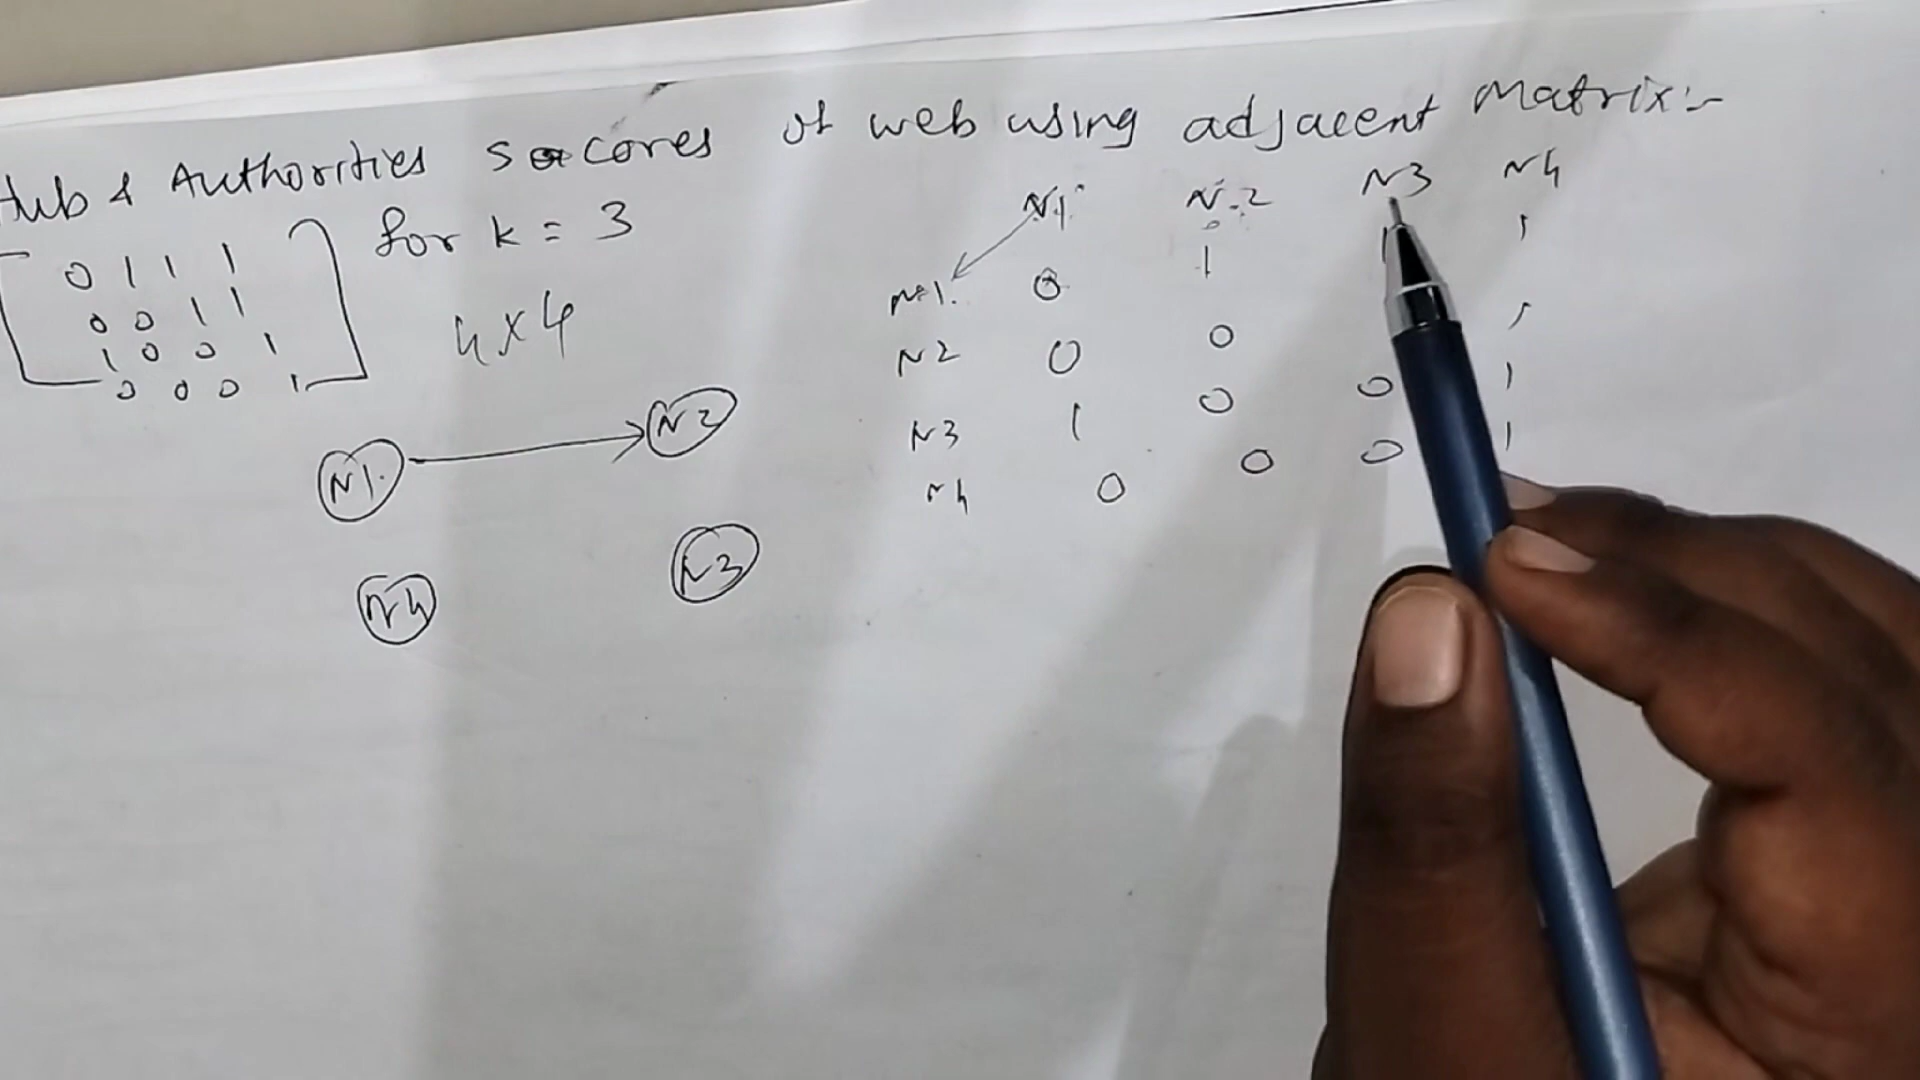 Hub & Authorities scores of web using adjacent Matrix:-
for k = 3
0 1 1 1
0 0 1 1
1 0 0 1
0 0 0 1
4x4
N1 N2 N3 N4
N1. 0 1 1 1
N2 0 0 1
N3 1 0 0 1
N4 0 0 0 1
N1. N2
N4 N3